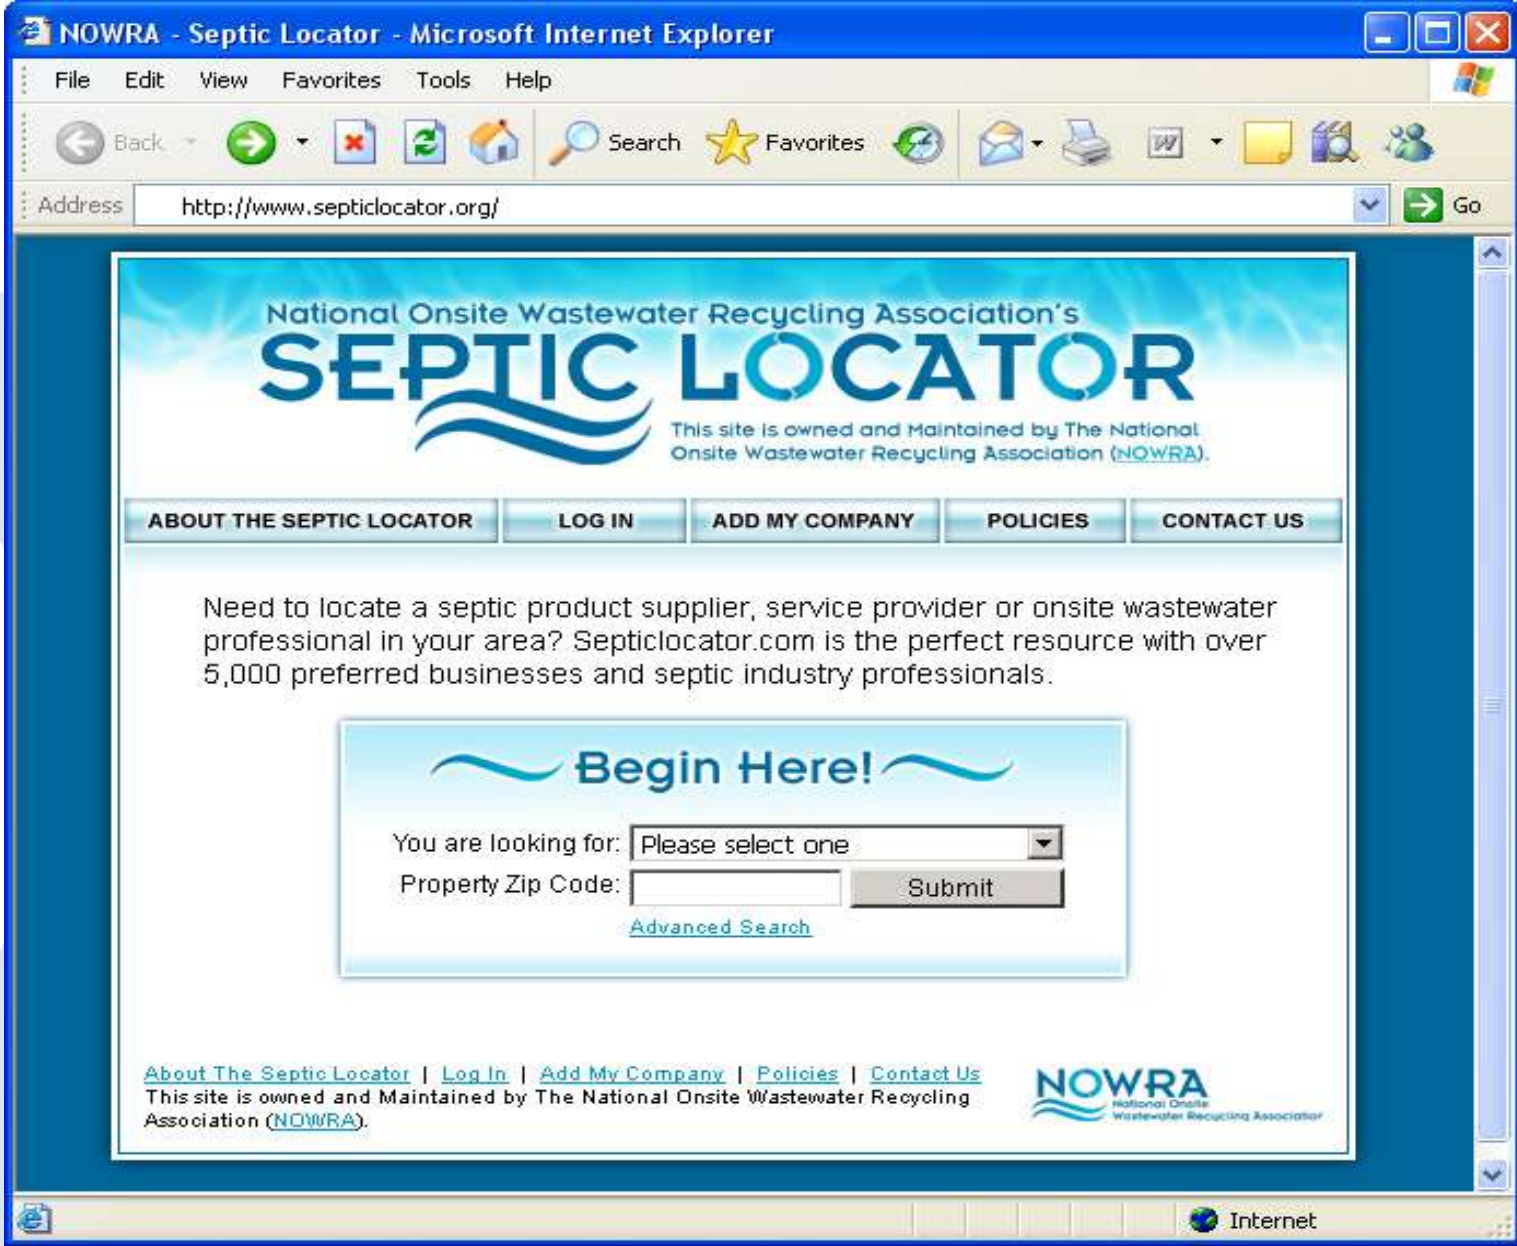 NOWRA - Septic Locator - Microsoft Internet Explorer
File Edit View Favorites Tools Help
Back Search Favorites
Address http://www.septiclocator.org/ Go
National Onsite Wastewater Recycling Association's
SEPTIC LOCATOR
This site is owned and Maintained by The National
Onsite Wastewater Recycling Association (NOWRA).
ABOUT THE SEPTIC LOCATOR LOG IN ADD MY COMPANY POLICIES CONTACT US
Need to locate a septic product supplier, service provider or onsite wastewater
professional in your area? Septiclocator.com is the perfect resource with over
5,000 preferred businesses and septic industry professionals.
Begin Here!
You are looking for: Please select one
Property Zip Code: Submit
Advanced Search
About The Septic Locator | Log In | Add My Company | Policies | Contact Us
This site is owned and Maintained by The National Onsite Wastewater Recycling
Association (NOWRA).
NOWRA
National Onsite
Wastewater Recycling Association
Internet